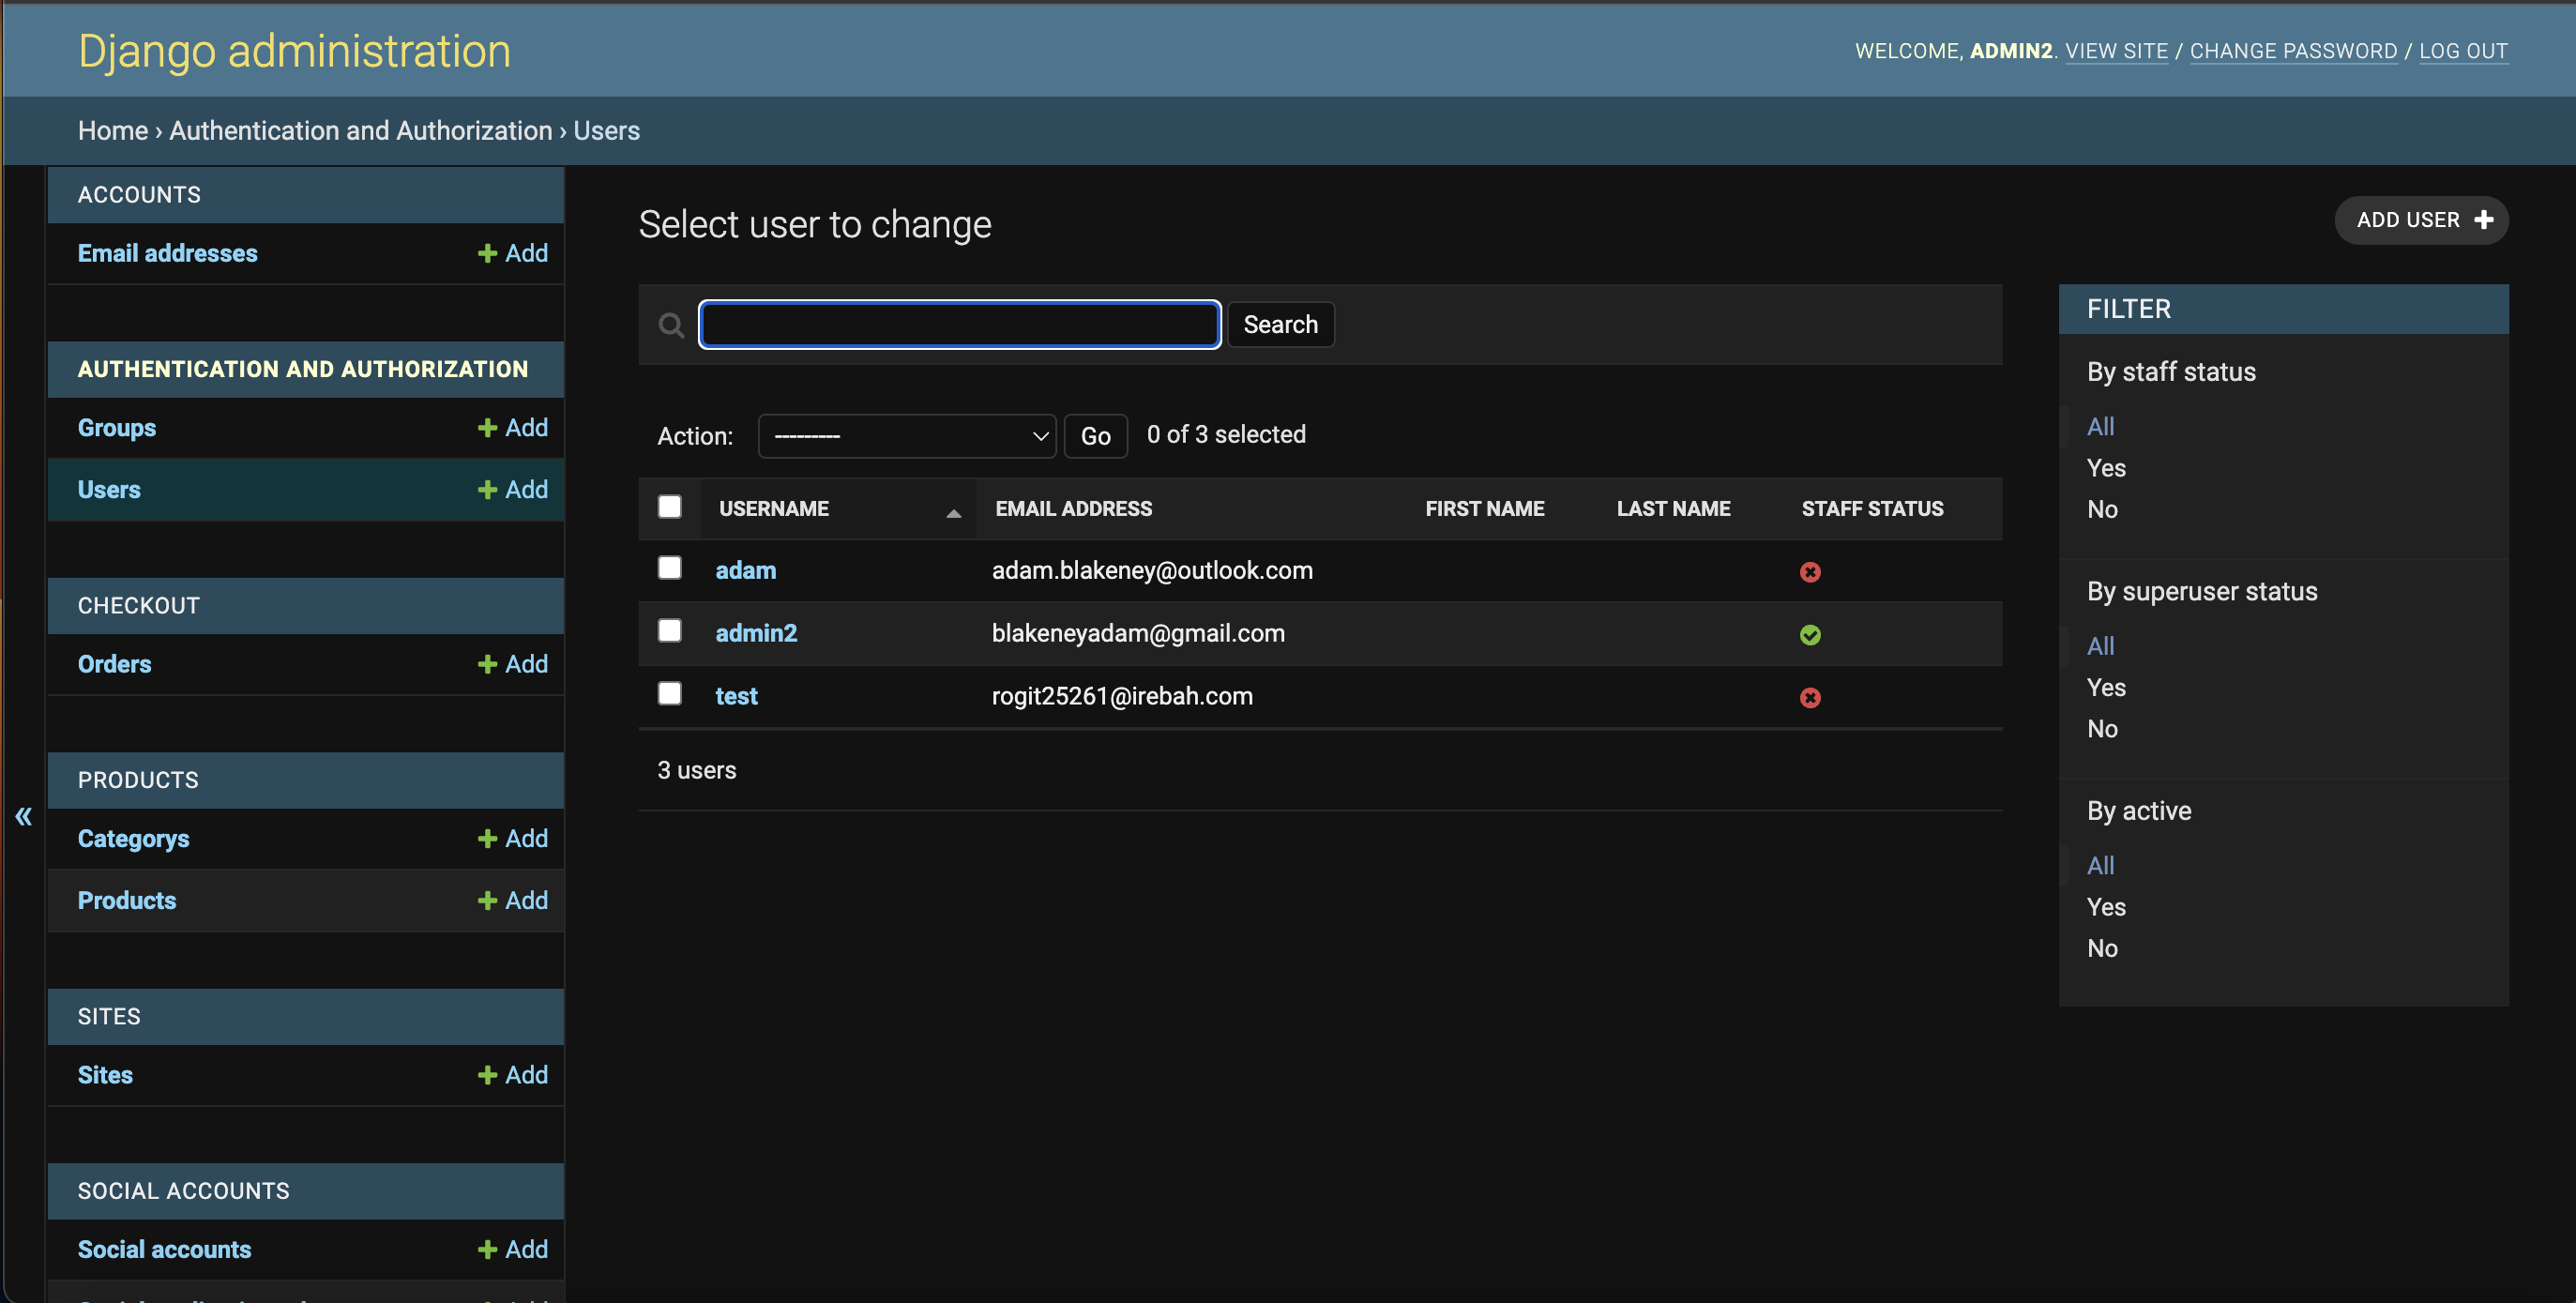 Django administration
WELCOME, ADMIN2. VIEW SITE / CHANGE PASSWORD / LOG OUT
Home › Authentication and Authorization › Users
ACCOUNTS
Email addresses + Add
AUTHENTICATION AND AUTHORIZATION
Groups + Add
Users + Add
CHECKOUT
Orders + Add
PRODUCTS
Categorys + Add
Products + Add
SITES
Sites + Add
SOCIAL ACCOUNTS
Social accounts + Add
«
Select user to change
ADD USER +
Search
Action: --------- Go 0 of 3 selected
USERNAME EMAIL ADDRESS FIRST NAME LAST NAME STAFF STATUS
adam adam.blakeney@outlook.com
admin2 blakeneyadam@gmail.com
test rogit25261@irebah.com
3 users
FILTER
By staff status
All
Yes
No
By superuser status
All
Yes
No
By active
All
Yes
No